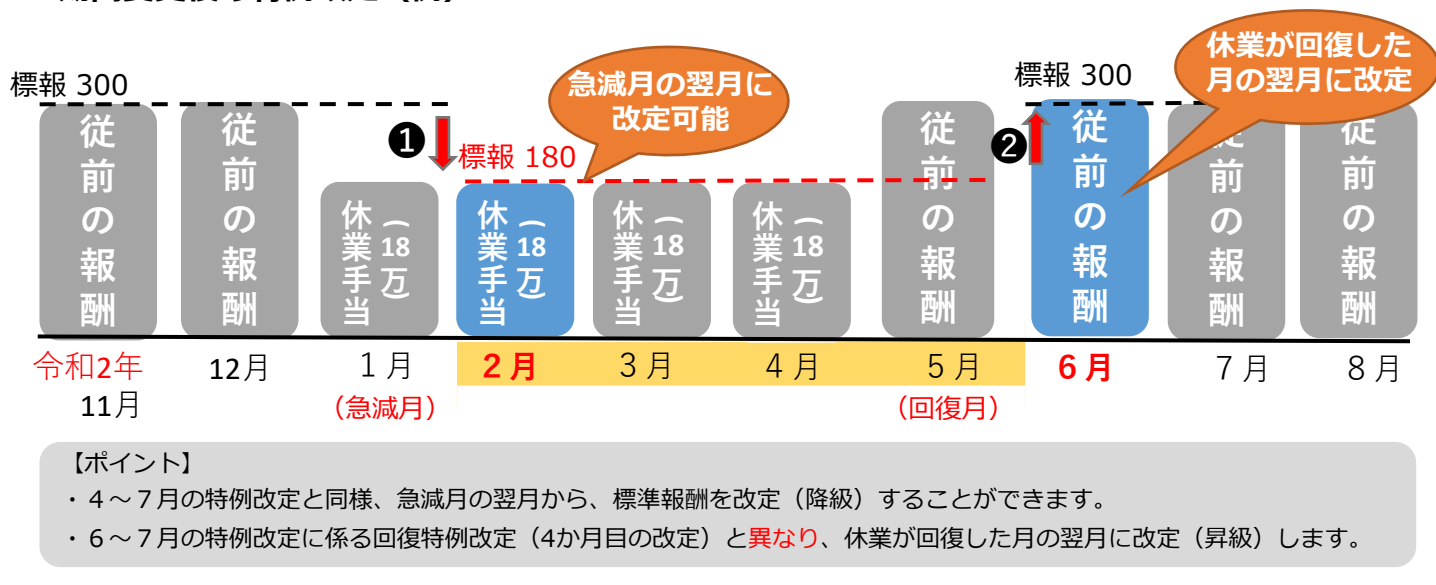 標報 300
急減月の翌月に
改定可能
標報 300
休業が回復した
月の翌月に改定
❶
標報 180
❷
従前の報酬
従前の報酬
休業手当
(18万)
休業手当
(18万)
休業手当
(18万)
休業手当
(18万)
従前の報酬
従前の報酬
従前の報酬
従前の報酬
令和2年
11月
12月
1月
(急減月)
2月
3月
4月
5月
(回復月)
6月
7月
8月
【ポイント】
・4~7月の特例改定と同様、急減月の翌月から、標準報酬を改定(降級)することができます。
・6~7月の特例改定に係る回復特例改定(4か月目の改定)と異なり、休業が回復した月の翌月に改定(昇級)します。